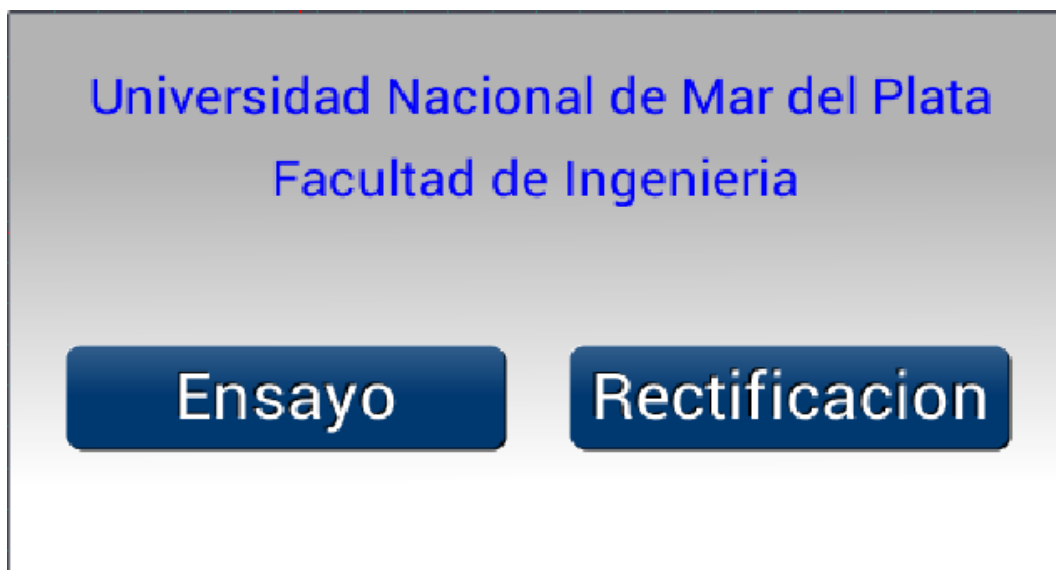 Universidad Nacional de Mar del Plata
Facultad de Ingenieria
Ensayo
Rectificacion